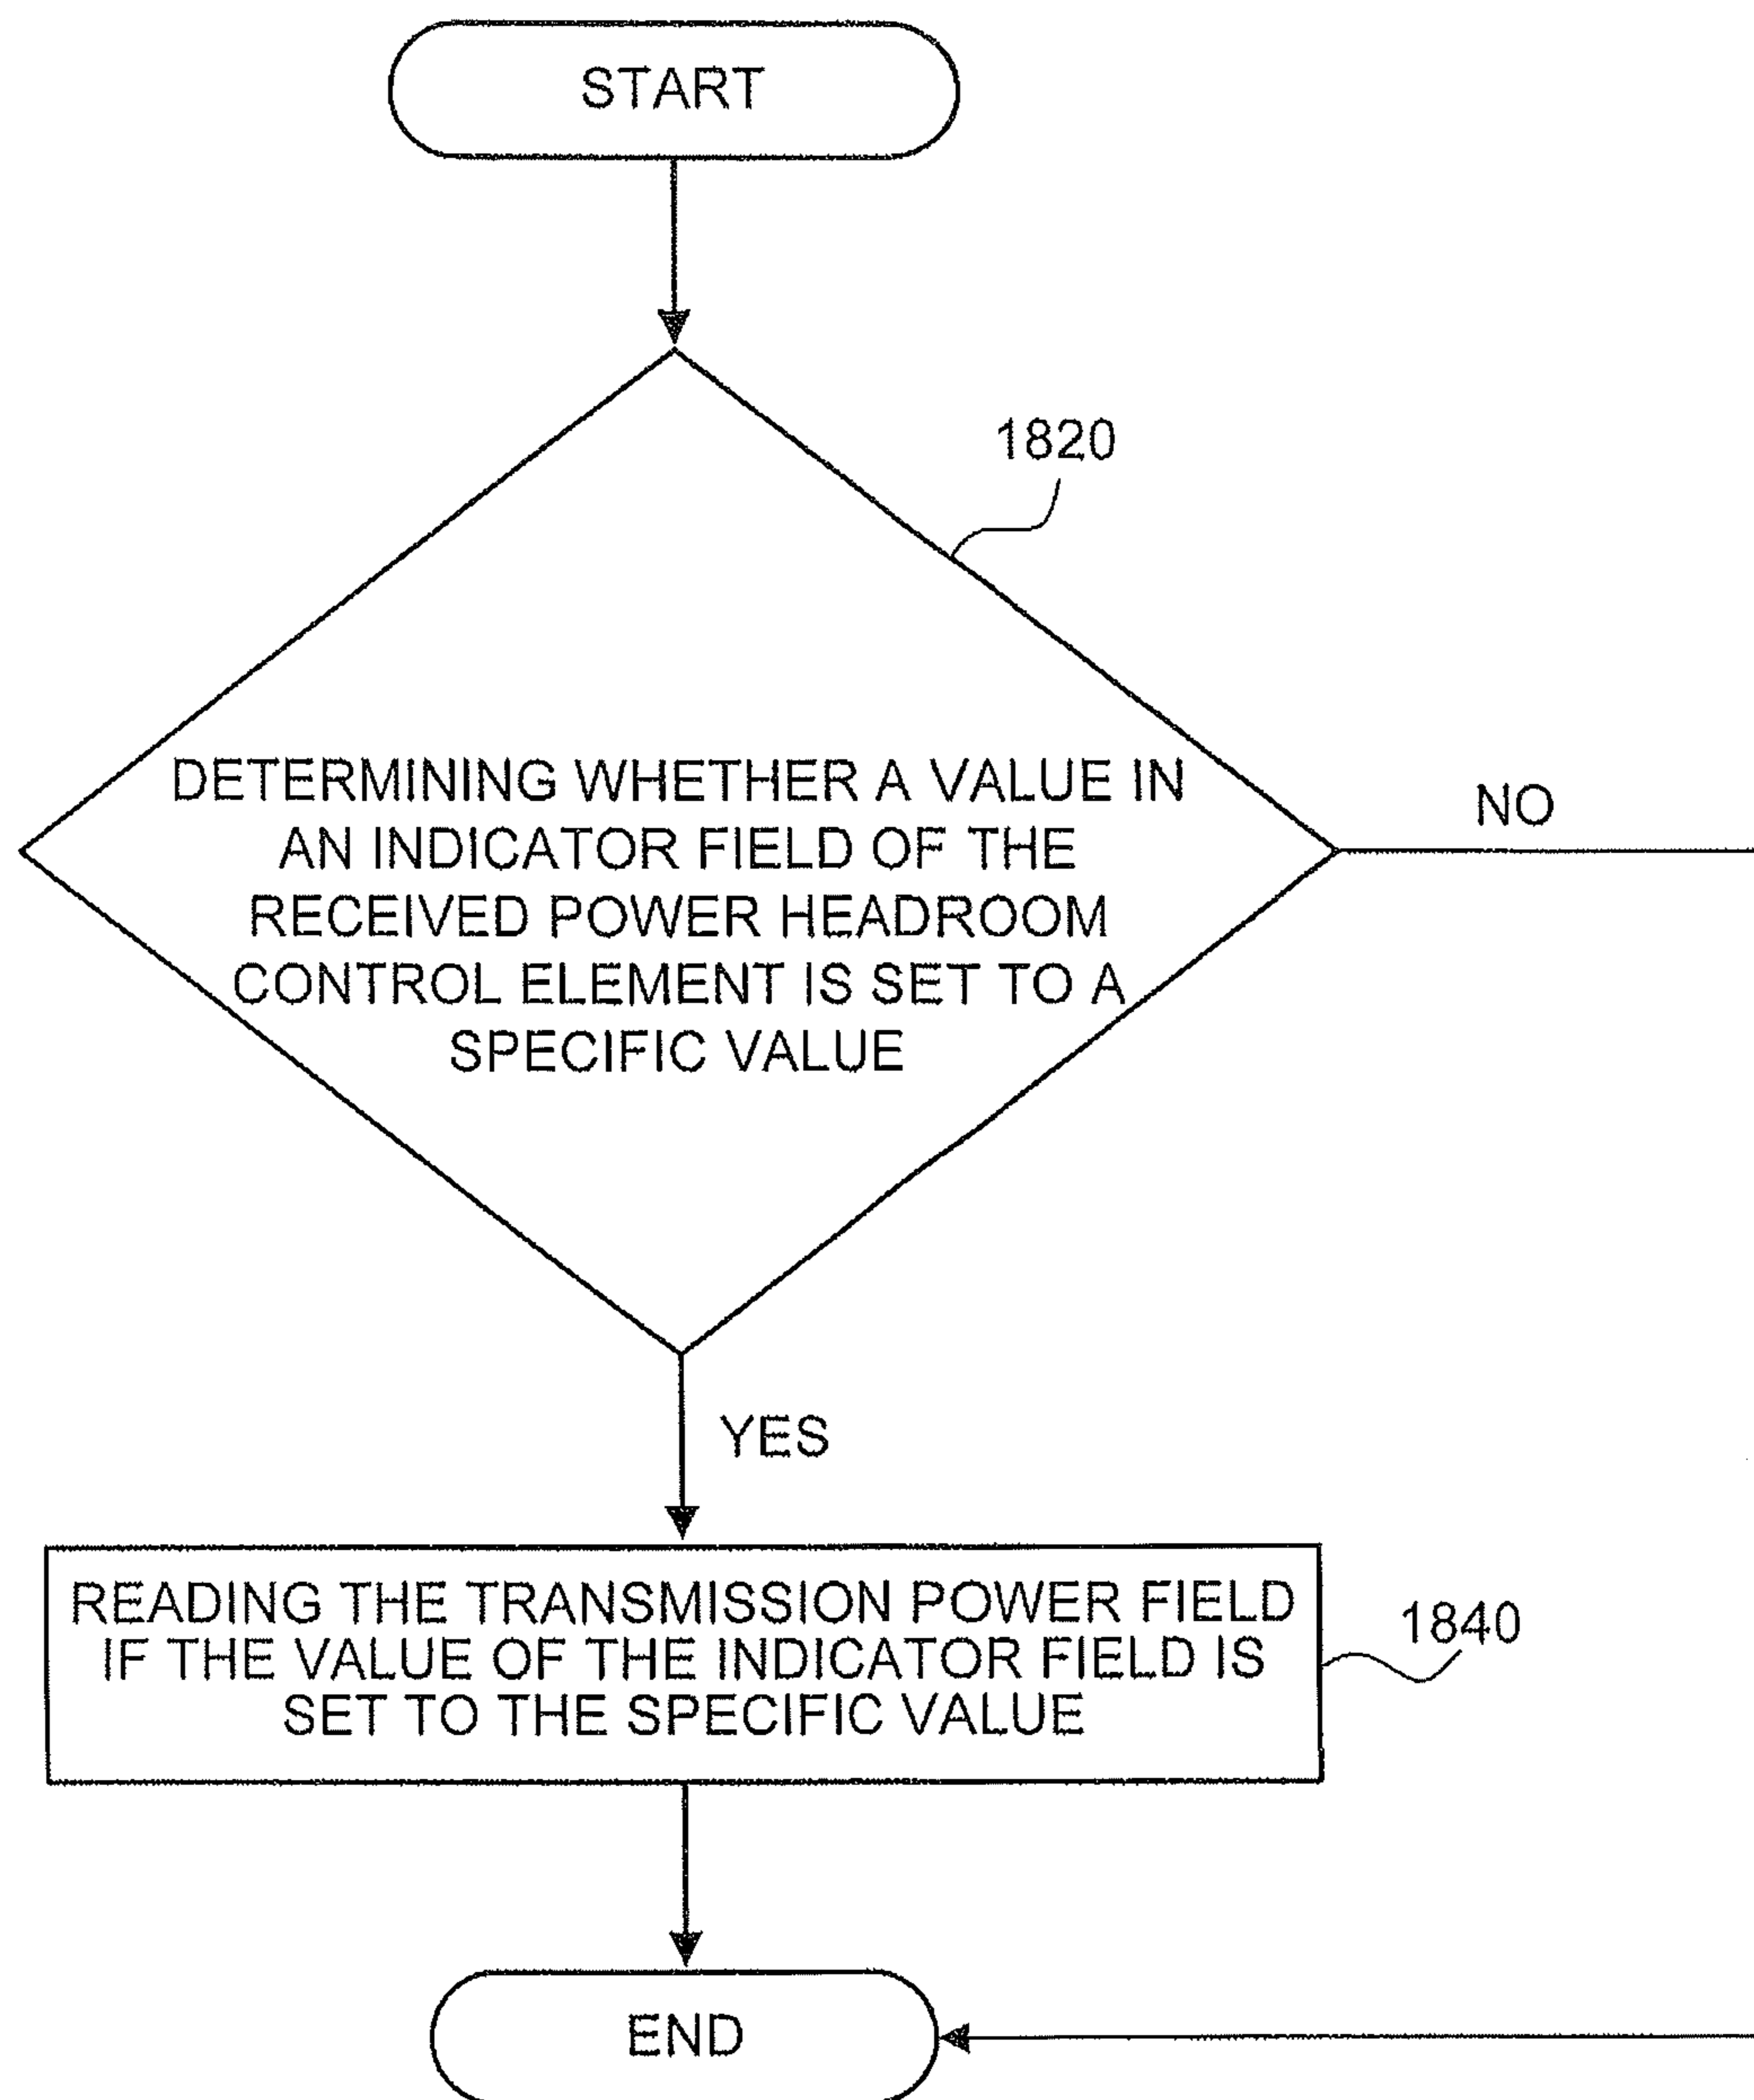 START
1820
DETERMINING WHETHER A VALUE IN
AN INDICATOR FIELD OF THE
RECEIVED POWER HEADROOM
CONTROL ELEMENT IS SET TO A
SPECIFIC VALUE
NO
YES
READING THE TRANSMISSION POWER FIELD
IF THE VALUE OF THE INDICATOR FIELD IS
SET TO THE SPECIFIC VALUE
1840
END